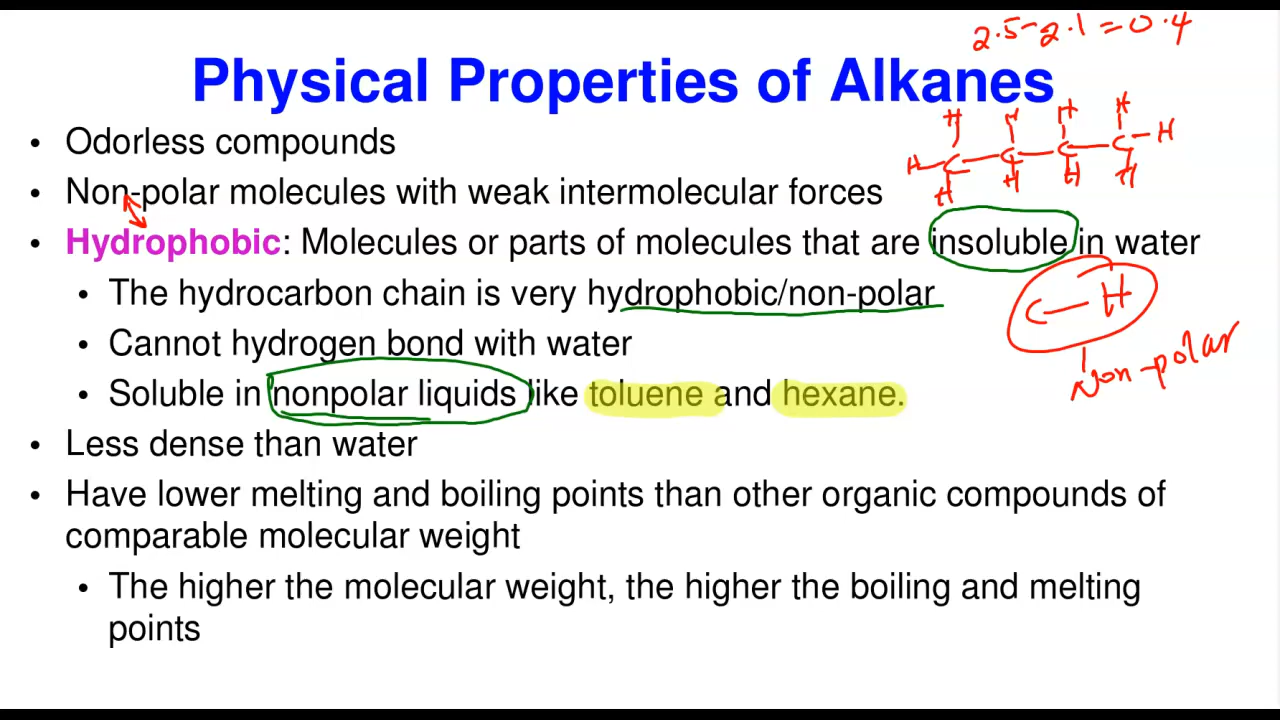 2.5-2.1=0.4
Physical Properties of Alkanes
• Odorless compounds
• Non-polar molecules with weak intermolecular forces
H H H H
H C C C C H
H H H H
• Hydrophobic: Molecules or parts of molecules that are insoluble in water
• The hydrocarbon chain is very hydrophobic/non-polar
C—H
• Cannot hydrogen bond with water
Non-polar
• Soluble in nonpolar liquids like toluene and hexane.
• Less dense than water
• Have lower melting and boiling points than other organic compounds of
comparable molecular weight
• The higher the molecular weight, the higher the boiling and melting
points